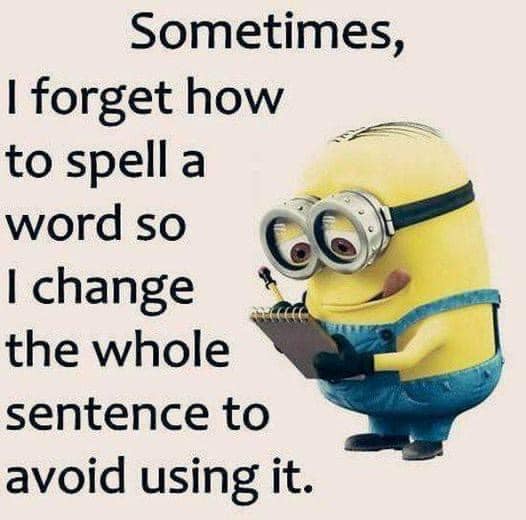 Sometimes,
I forget how
to spell a
word so
I change
the whole
sentence to
avoid using it.